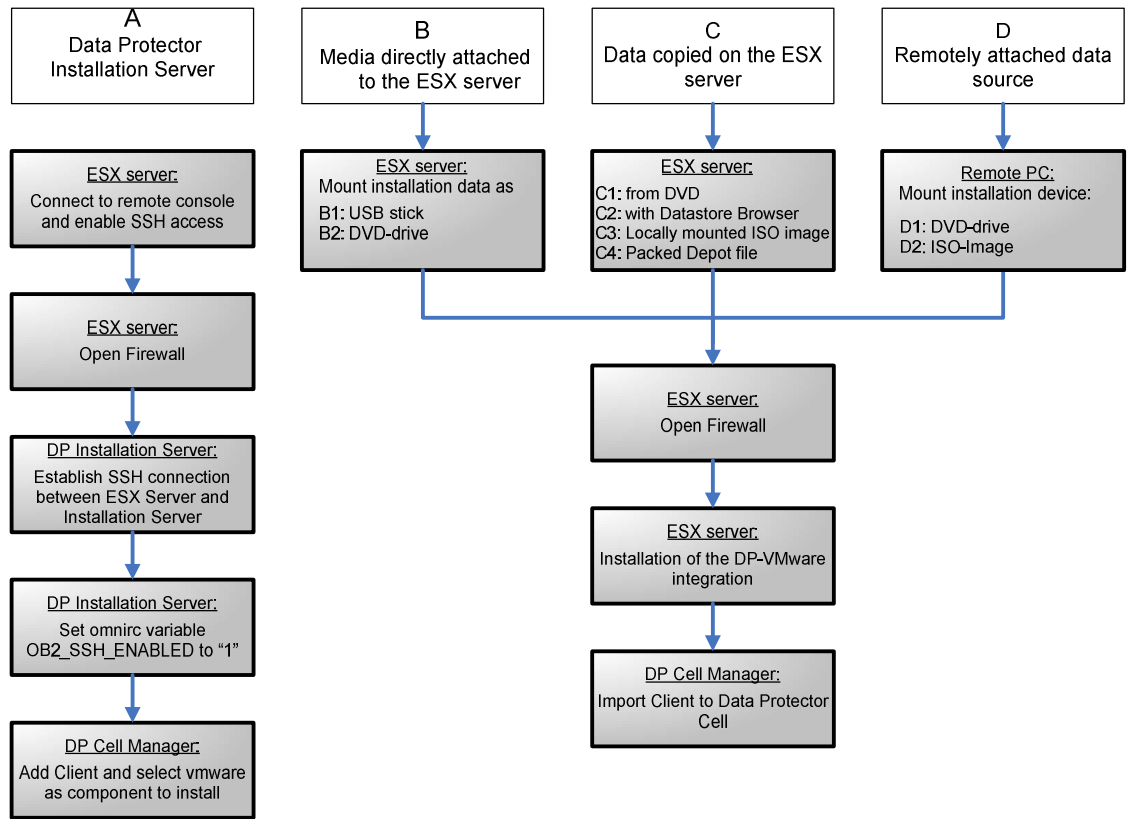 A
Data Protector
Installation Server
ESX server:
Connect to remote console
and enable SSH access
ESX server:
Open Firewall
DP Installation Server:
Establish SSH connection
between ESX Server and
Installation Server
DP Installation Server:
Set omnirc variable
OB2_SSH_ENABLED to “1”
DP Cell Manager:
Add Client and select vmware
as component to install
B
Media directly attached
to the ESX server
ESX server:
Mount installation data as
B1: USB stick
B2: DVD-drive
C
Data copied on the ESX
server
ESX server:
C1: from DVD
C2: with Datastore Browser
C3: Locally mounted ISO image
C4: Packed Depot file
D
Remotely attached data
source
Remote PC:
Mount installation device:
D1: DVD-drive
D2: ISO-Image
ESX server:
Open Firewall
ESX server:
Installation of the DP-VMware
integration
DP Cell Manager:
Import Client to Data Protector
Cell